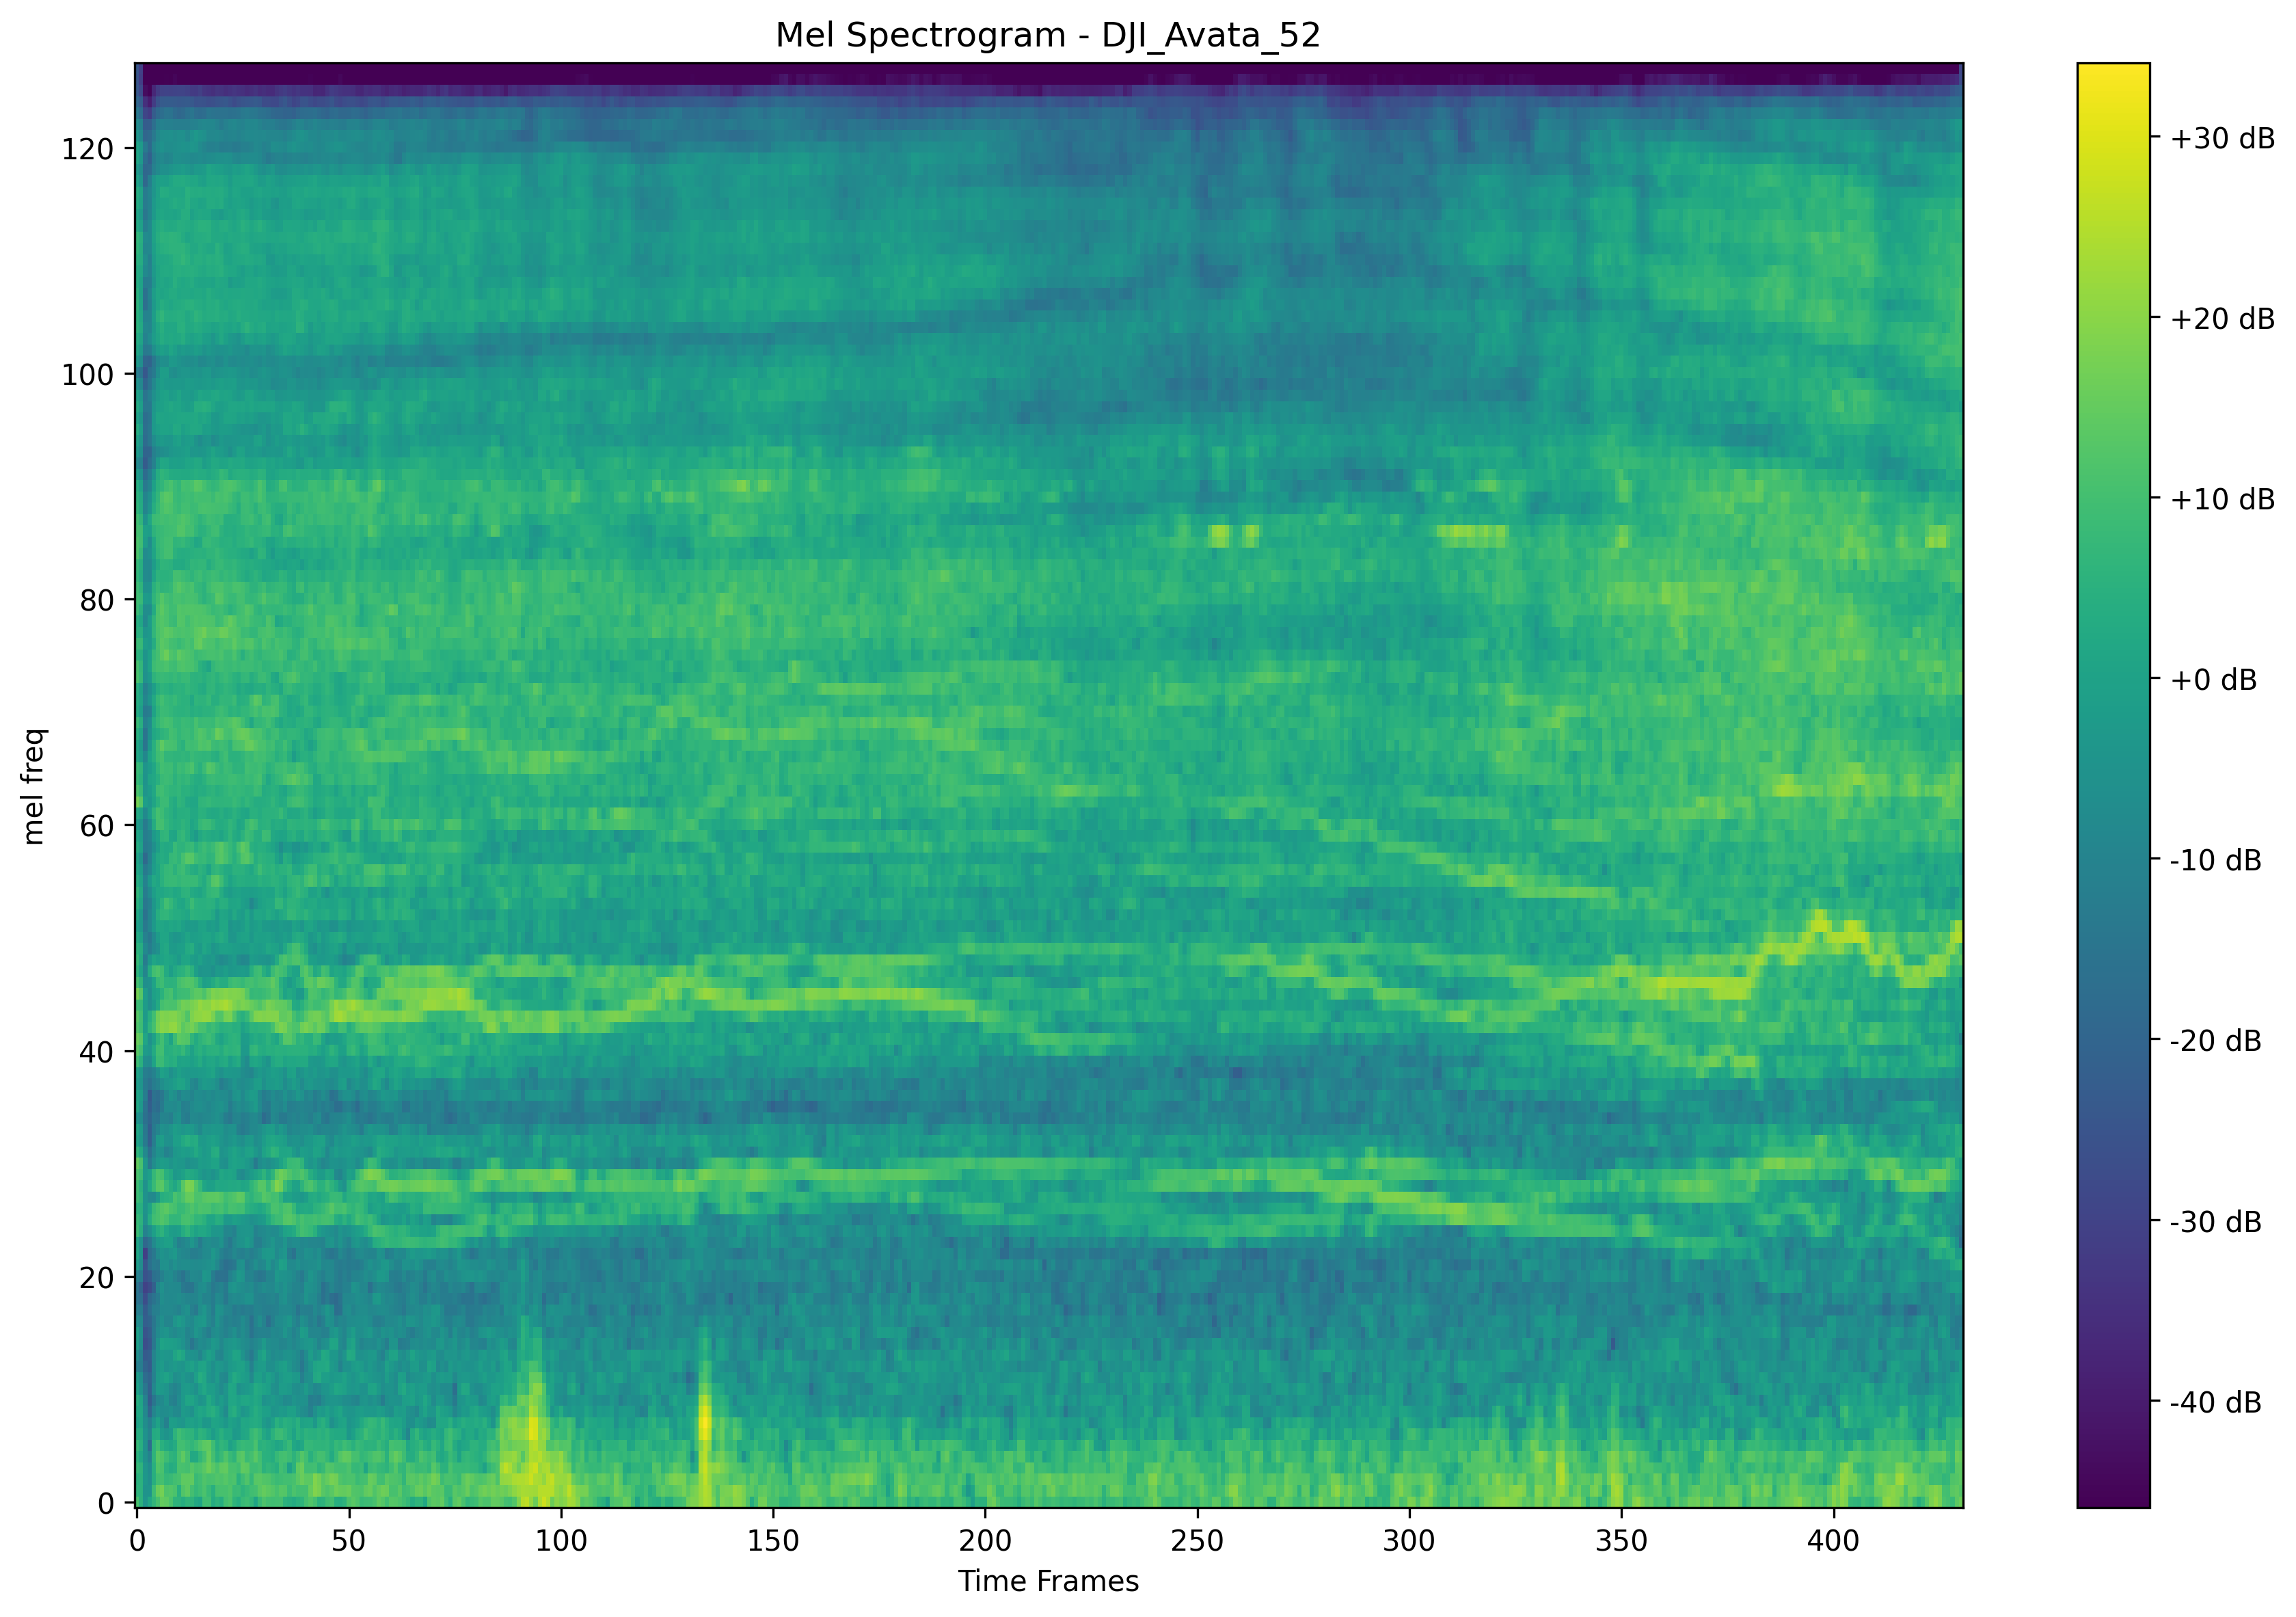 Mel Spectrogram - DJI_Avata_52
120
100
80
60
40
20
0
mel freq
0 50 100 150 200 250 300 350 400
Time Frames
+30 dB
+20 dB
+10 dB
+0 dB
-10 dB
-20 dB
-30 dB
-40 dB